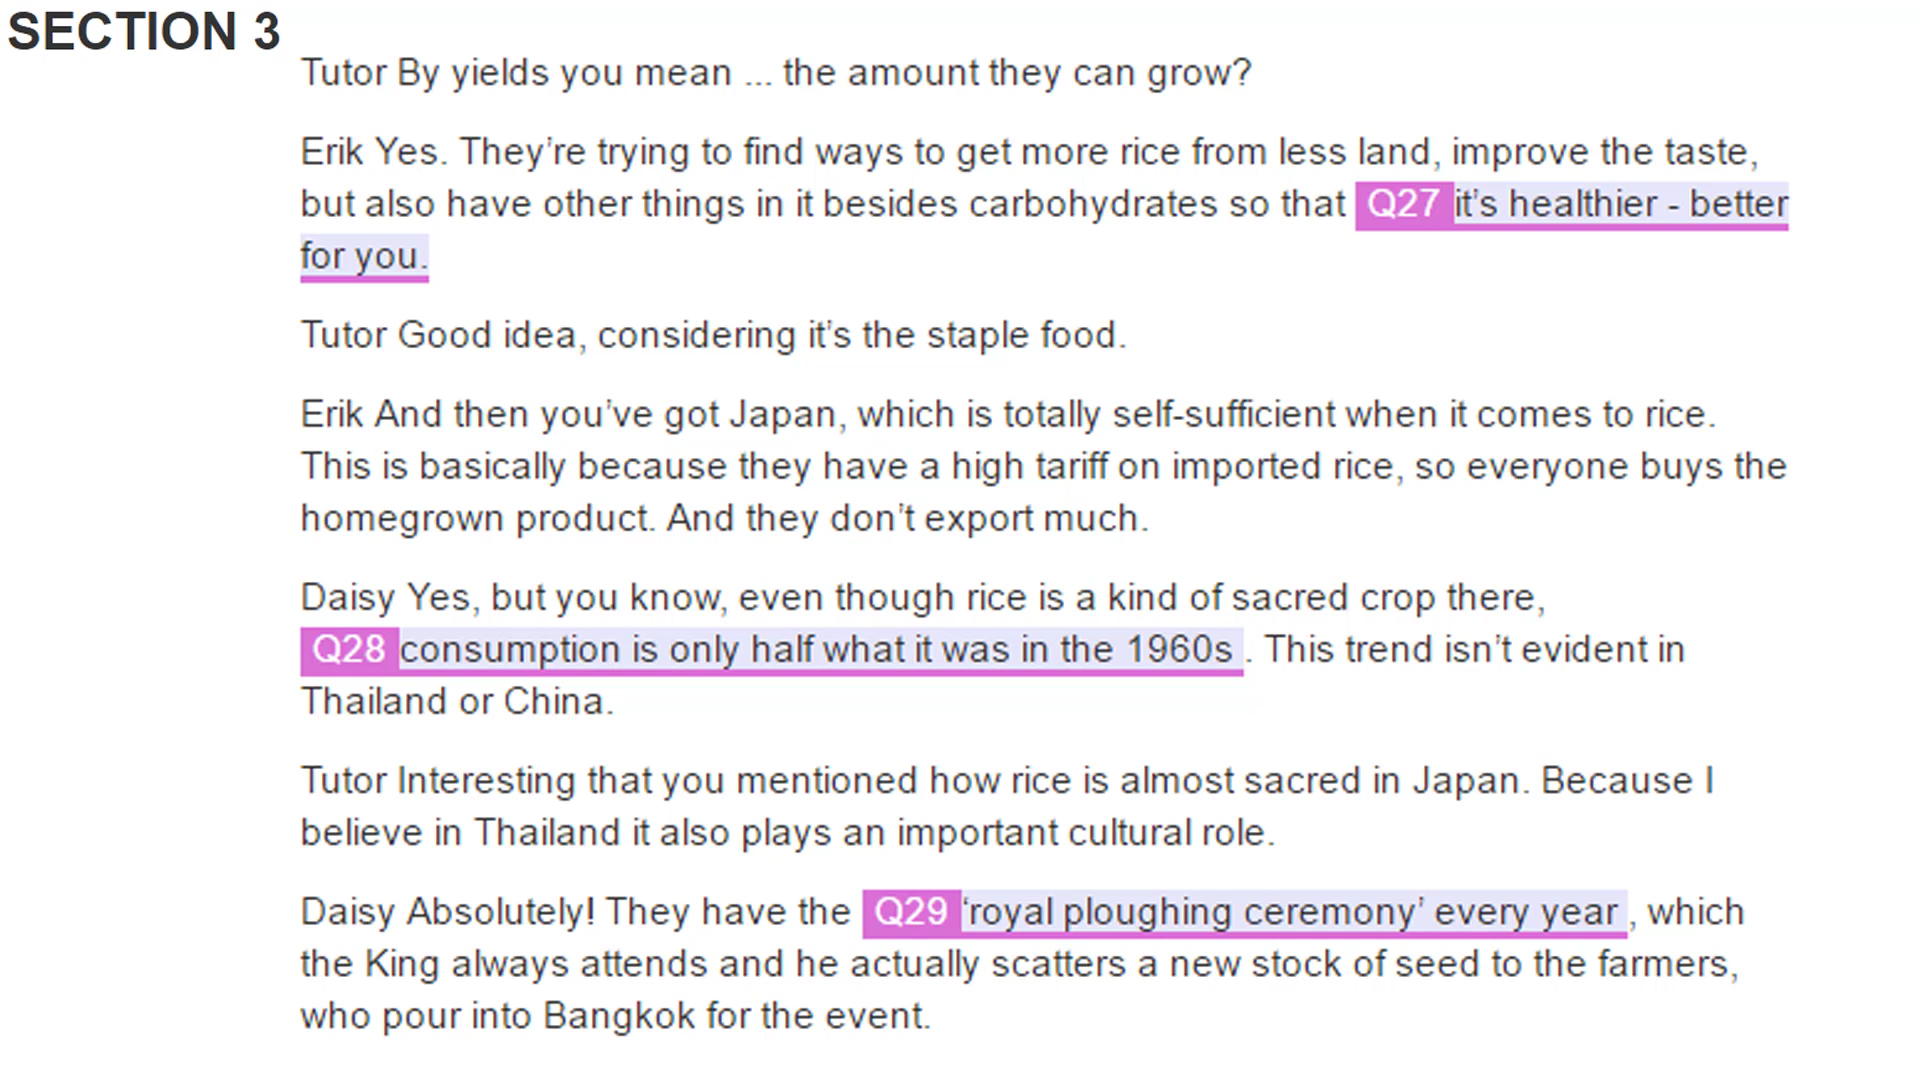 SECTION 3
Tutor By yields you mean ... the amount they can grow?
Erik Yes. They’re trying to find ways to get more rice from less land, improve the taste,
but also have other things in it besides carbohydrates so that Q27 it’s healthier - better
for you.
Tutor Good idea, considering it’s the staple food.
Erik And then you’ve got Japan, which is totally self-sufficient when it comes to rice.
This is basically because they have a high tariff on imported rice, so everyone buys the
homegrown product. And they don’t export much.
Daisy Yes, but you know, even though rice is a kind of sacred crop there,
Q28 consumption is only half what it was in the 1960s . This trend isn’t evident in
Thailand or China.
Tutor Interesting that you mentioned how rice is almost sacred in Japan. Because I
believe in Thailand it also plays an important cultural role.
Daisy Absolutely! They have the Q29 ‘royal ploughing ceremony’ every year , which
the King always attends and he actually scatters a new stock of seed to the farmers,
who pour into Bangkok for the event.